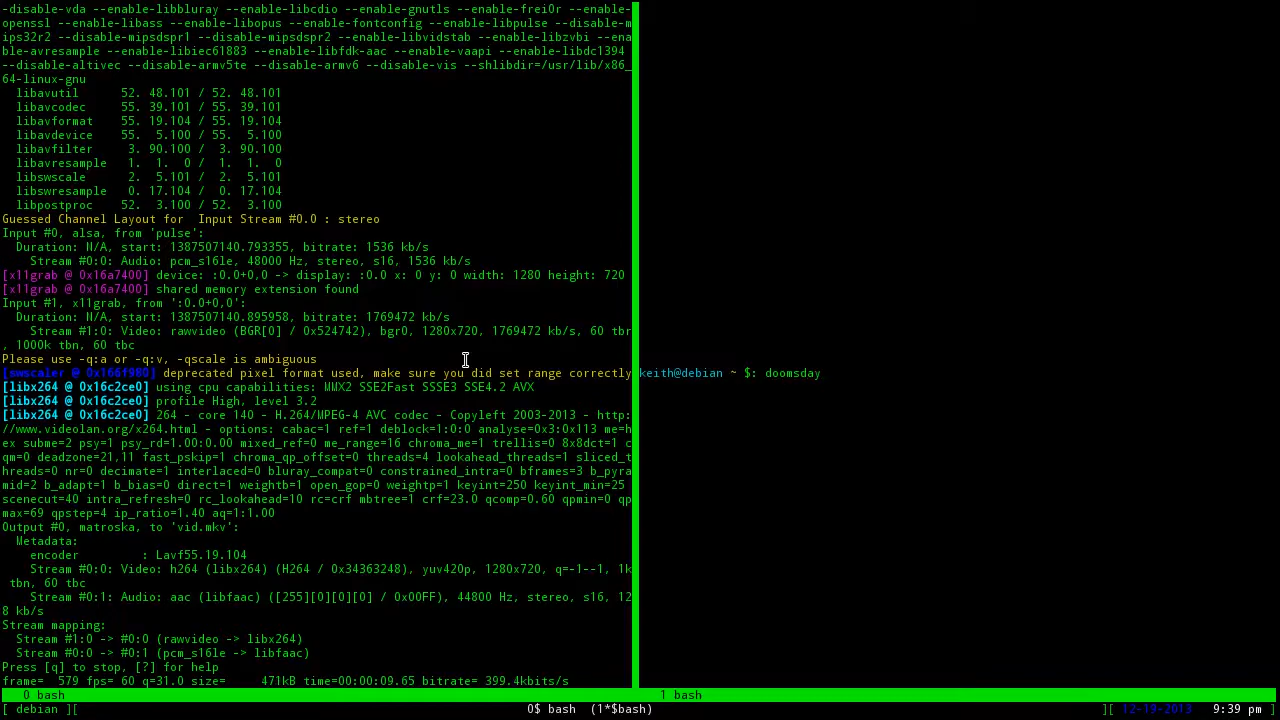 -disable-vda --enable-libbluray --enable-libcdio --enable-gnutls --enable-frei0r --enable-
openssl --enable-libass --enable-libopus --enable-fontconfig --enable-libpulse --disable-m
ips32r2 --disable-mipsdspr1 --disable-mipsdspr2 --enable-libvidstab --enable-libzvbi --ena
ble-avresample --enable-libiec61883 --enable-libfdk-aac --enable-vaapi --enable-libdc1394
--disable-altivec --disable-armv5te --disable-armv6 --disable-vis --shlibdir=/usr/lib/x86_
64-linux-gnu
libavutil 52. 48.101 / 52. 48.101
libavcodec 55. 39.101 / 55. 39.101
libavformat 55. 19.104 / 55. 19.104
libavdevice 55. 5.100 / 55. 5.100
libavfilter 3. 90.100 / 3. 90.100
libavresample 1. 1. 0 / 1. 1. 0
libswscale 2. 5.101 / 2. 5.101
libswresample 0. 17.104 / 0. 17.104
libpostproc 52. 3.100 / 52. 3.100
Guessed Channel Layout for Input Stream #0.0 : stereo
Input #0, alsa, from 'pulse':
Duration: N/A, start: 1387507140.793355, bitrate: 1536 kb/s
Stream #0:0: Audio: pcm_s16le, 48000 Hz, stereo, s16, 1536 kb/s
[x11grab @ 0x16a7400] device: :0.0+0,0 -> display: :0.0 x: 0 y: 0 width: 1280 height: 720
[x11grab @ 0x16a7400] shared memory extension found
Input #1, x11grab, from ':0.0+0,0':
Duration: N/A, start: 1387507140.895958, bitrate: 1769472 kb/s
Stream #1:0: Video: rawvideo (BGR[0] / 0x524742), bgr0, 1280x720, 1769472 kb/s, 60 tbr
, 1000k tbn, 60 tbc
Please use -q:a or -q:v, -qscale is ambiguous
[swscaler @ 0x166f980] deprecated pixel format used, make sure you did set range correctly
keith@debian ~ $: doomsday
[libx264 @ 0x16c2ce0] using cpu capabilities: MMX2 SSE2Fast SSSE3 SSE4.2 AVX
[libx264 @ 0x16c2ce0] profile High, level 3.2
[libx264 @ 0x16c2ce0] 264 - core 140 - H.264/MPEG-4 AVC codec - Copyleft 2003-2013 - http:
//www.videolan.org/x264.html - options: cabac=1 ref=1 deblock=1:0:0 analyse=0x3:0x113 me=h
ex subme=2 psy=1 psy_rd=1.00:0.00 mixed_ref=0 me_range=16 chroma_me=1 trellis=0 8x8dct=1 c
qm=0 deadzone=21,11 fast_pskip=1 chroma_qp_offset=0 threads=4 lookahead_threads=1 sliced_t
hreads=0 nr=0 decimate=1 interlaced=0 bluray_compat=0 constrained_intra=0 bframes=3 b_pyra
mid=2 b_adapt=1 b_bias=0 direct=1 weightb=1 open_gop=0 weightp=1 keyint=250 keyint_min=25
scenecut=40 intra_refresh=0 rc_lookahead=10 rc=crf mbtree=1 crf=23.0 qcomp=0.60 qpmin=0 qp
max=69 qpstep=4 ip_ratio=1.40 aq=1:1.00
Output #0, matroska, to 'vid.mkv':
Metadata:
encoder : Lavf55.19.104
Stream #0:0: Video: h264 (libx264) (H264 / 0x34363248), yuv420p, 1280x720, q=-1--1, 1k
tbn, 60 tbc
Stream #0:1: Audio: aac (libfaac) ([255][0][0][0] / 0x00FF), 44800 Hz, stereo, s16, 12
8 kb/s
Stream mapping:
Stream #1:0 -> #0:0 (rawvideo -> libx264)
Stream #0:0 -> #0:1 (pcm_s16le -> libfaac)
Press [q] to stop, [?] for help
frame= 579 fps= 60 q=31.0 size= 471kB time=00:00:09.65 bitrate= 399.4kbits/s
0 bash 1 bash
[ debian ][ 0$ bash (1*$bash) ][ 12-19-2013 9:39 pm ]